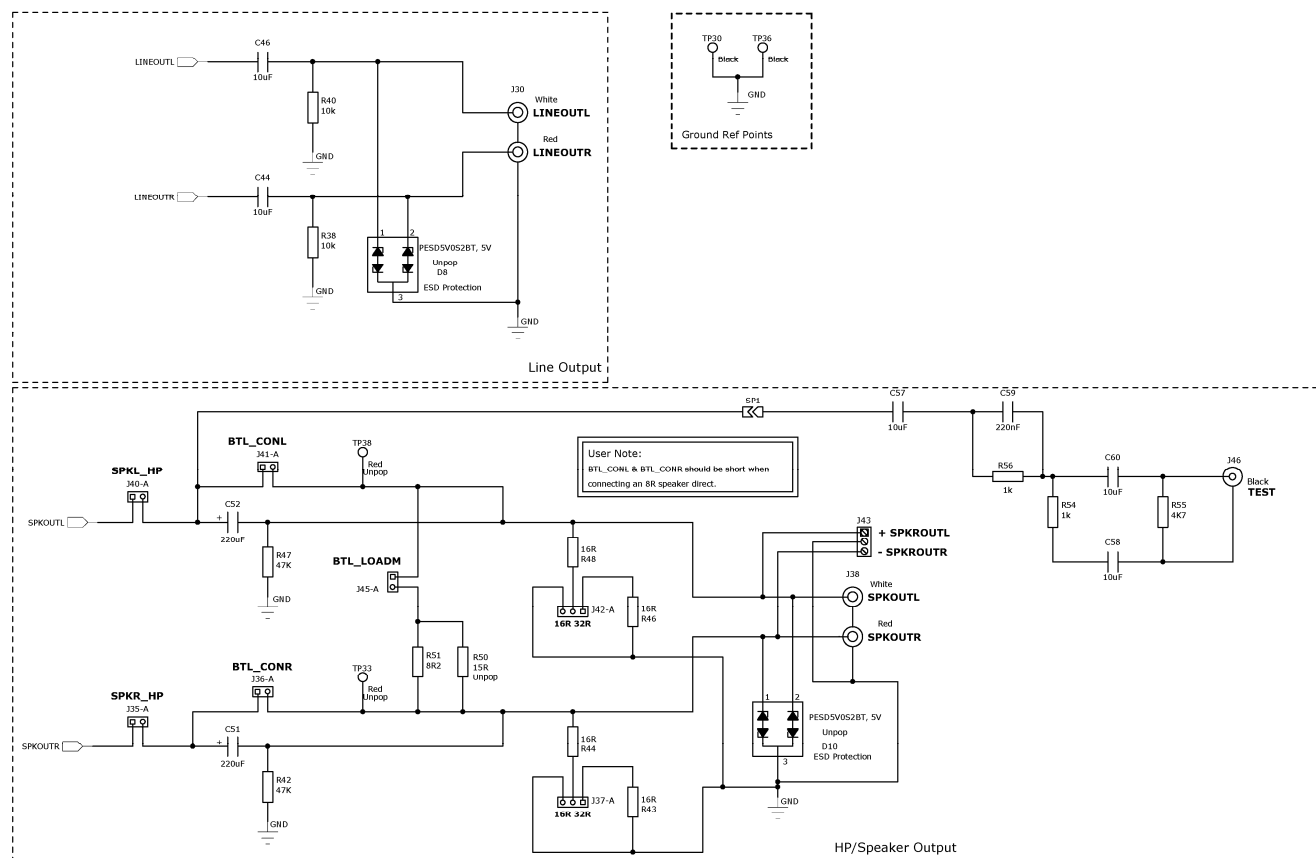 C46
LINEOUTL
10uF
R40
10k
GND
J30
White
LINEOUTL
Red
LINEOUTR
C44
LINEOUTR
10uF
R38
10k
GND
1
2
PESD5V0S2BT, 5V
Unpop
D8
ESD Protection
3
GND
Line Output
TP30
TP36
Black
Black
GND
Ground Ref Points
SP1
C57
10uF
C59
220nF
R56
1k
C60
10uF
R54
1k
R55
4K7
C58
10uF
J46
Black
TEST
BTL_CONL
J41-A
TP38
Red
Unpop
User Note:
BTL_CONL & BTL_CONR should be short when
connecting an 8R speaker direct.
SPKL_HP
J40-A
SPKOUTL
C52
+
220uF
R47
47K
GND
BTL_LOADM
J45-A
16R
R48
J42-A
16R 32R
16R
R46
J43
+ SPKROUTL
- SPKROUTR
J38
White
SPKOUTL
Red
SPKOUTR
R51
8R2
R50
15R
Unpop
BTL_CONR
J36-A
TP33
Red
Unpop
SPKR_HP
J35-A
SPKOUTR
C51
+
220uF
R42
47K
GND
16R
R44
J37-A
16R 32R
16R
R43
1
2
PESD5V0S2BT, 5V
Unpop
D10
ESD Protection
3
GND
HP/Speaker Output